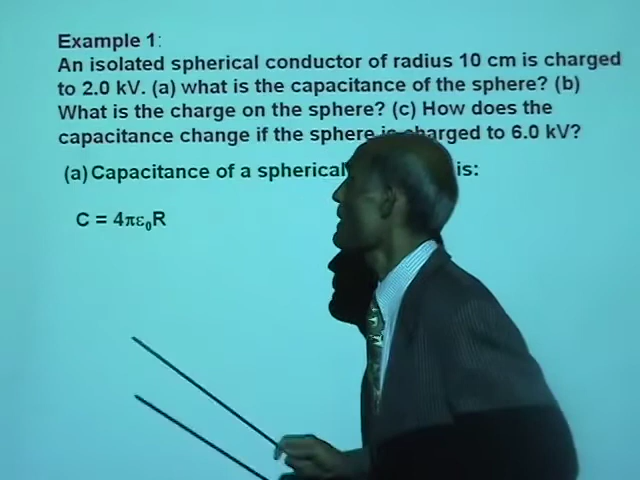 Example 1:
An isolated spherical conductor of radius 10 cm is charged
to 2.0 kV. (a) what is the capacitance of the sphere? (b)
What is the charge on the sphere? (c) How does the
capacitance change if the sphere is charged to 6.0 kV?
(a) Capacitance of a spherical is:
C = 4πε₀R